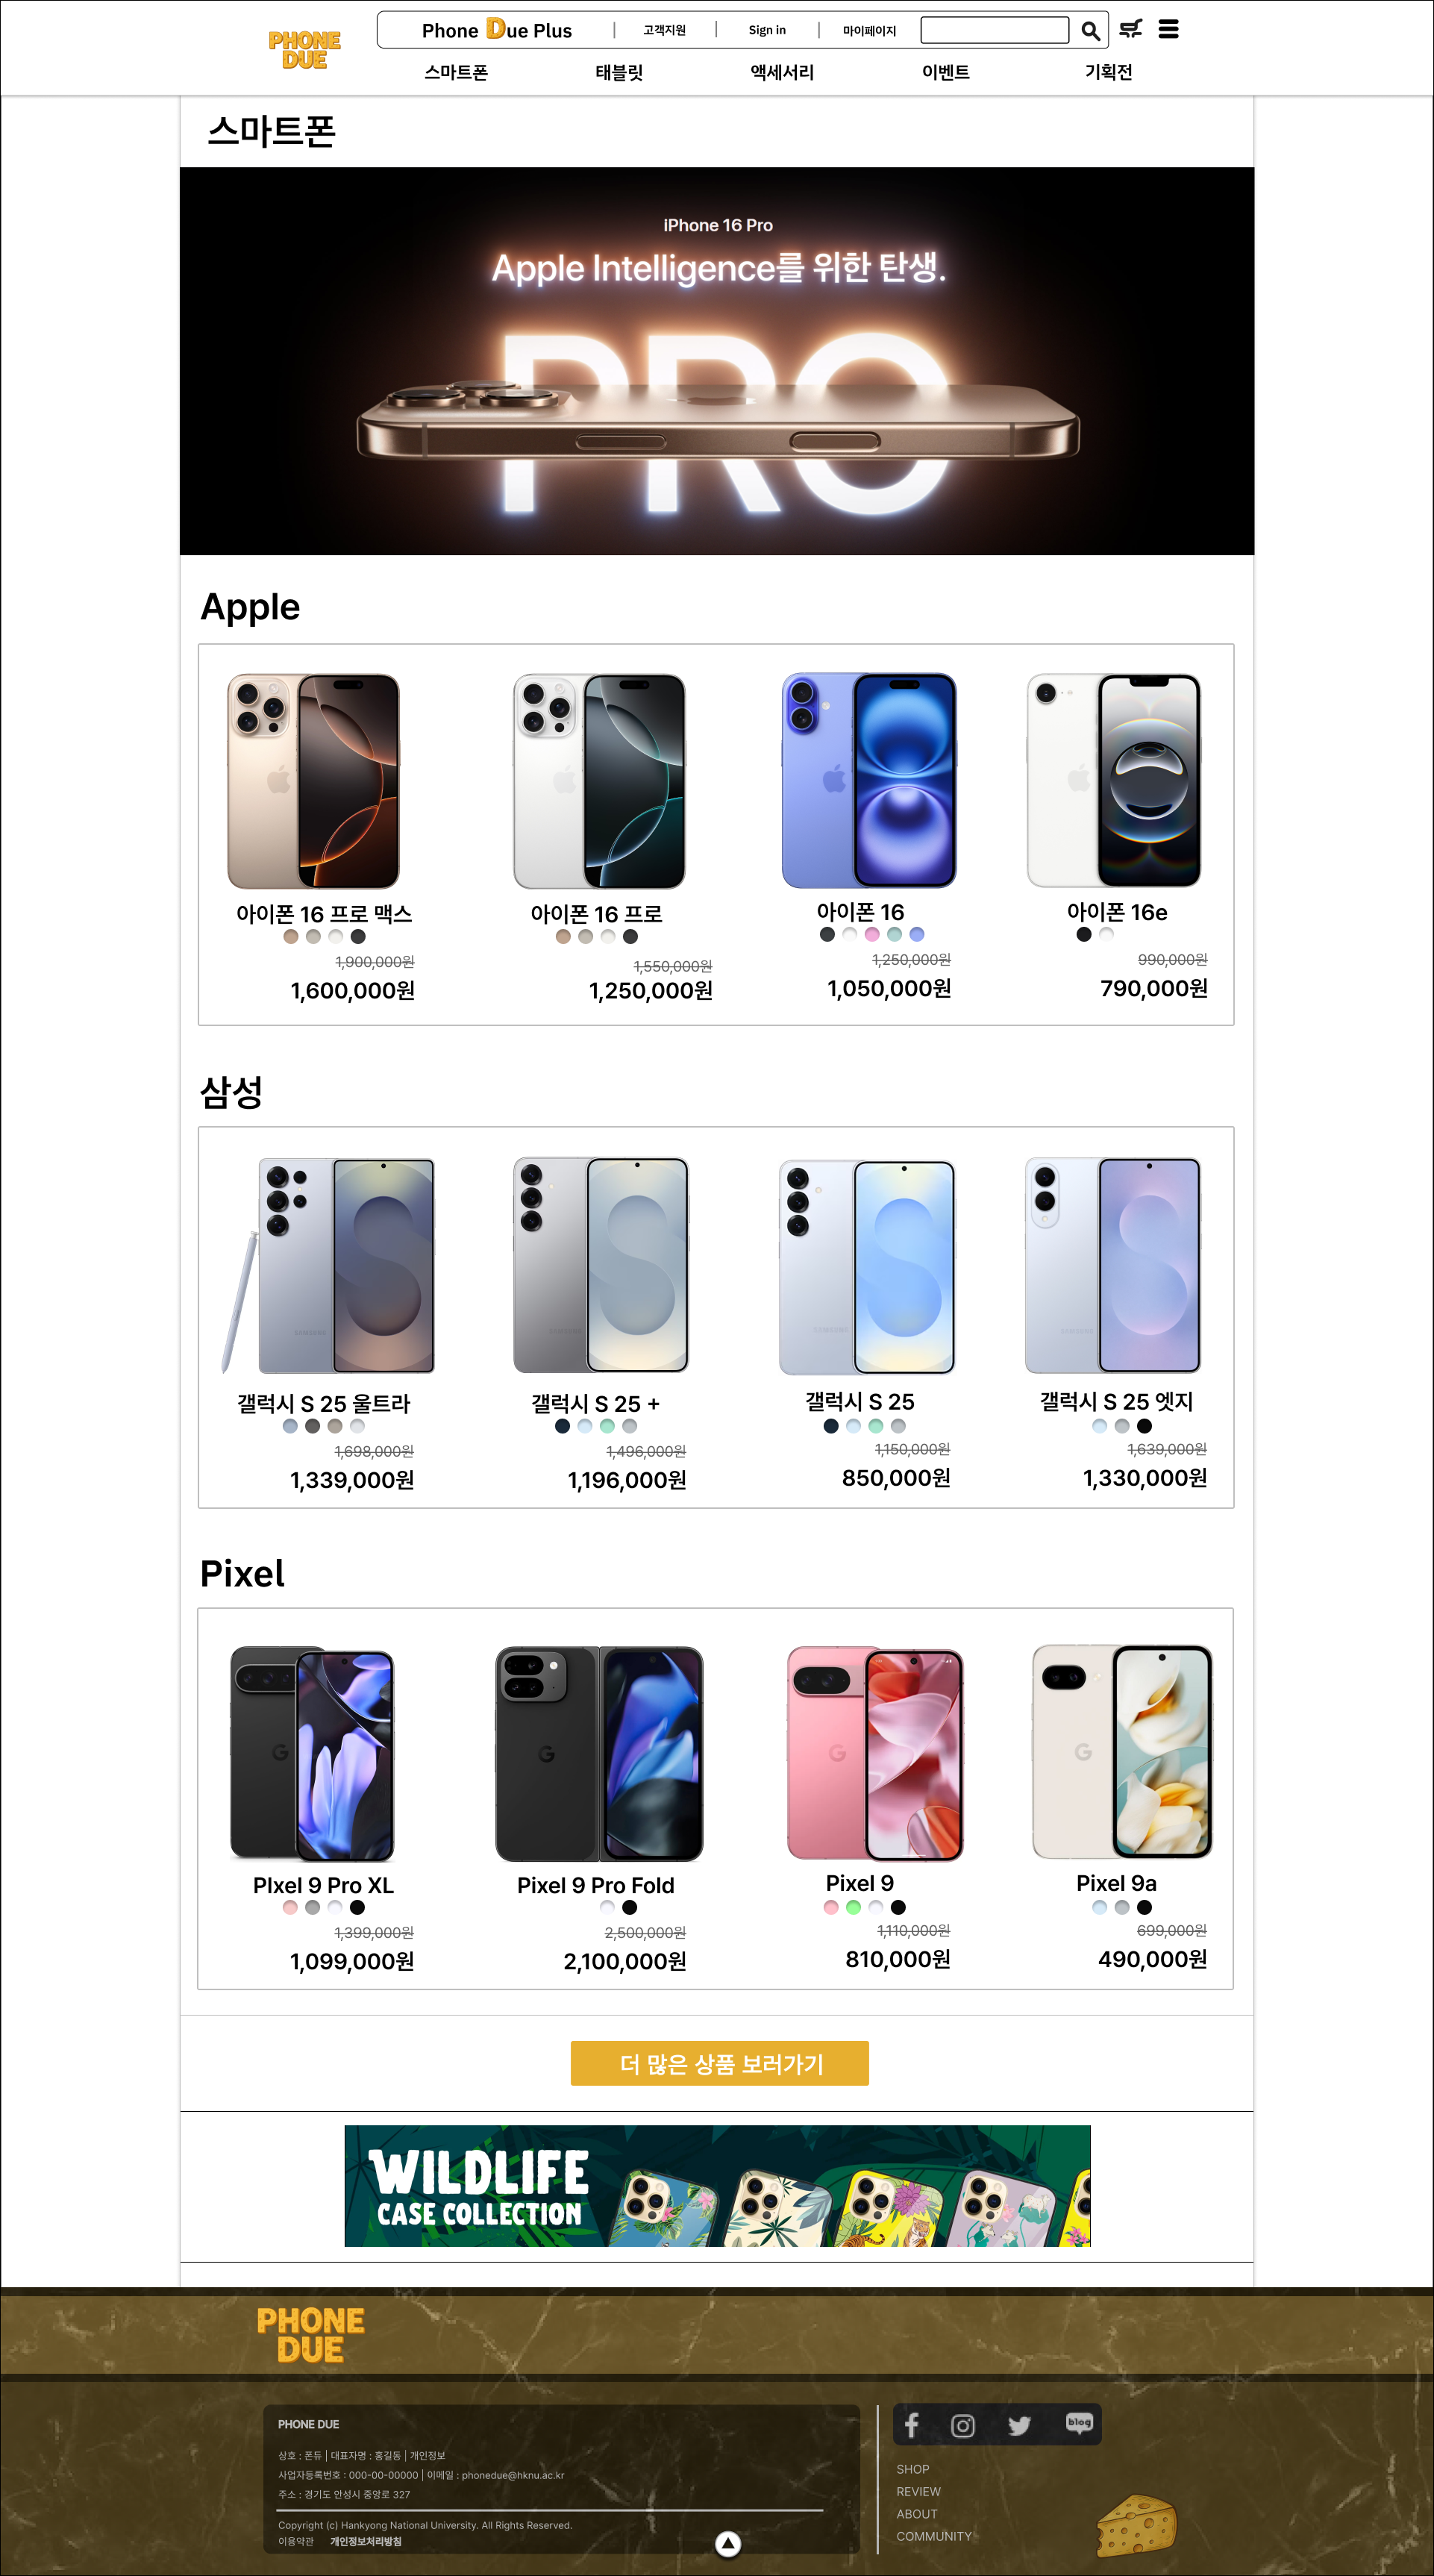 PHONE
DUE
Phone Due Plus
고객지원
Sign in
마이페이지
스마트폰
태블릿
액세서리
이벤트
기획전
스마트폰
iPhone 16 Pro
Apple Intelligence를 위한 탄생.
PRO
Apple
아이폰 16 프로 맥스
1,900,000원
1,600,000원
아이폰 16 프로
1,550,000원
1,250,000원
아이폰 16
1,250,000원
1,050,000원
아이폰 16e
990,000원
790,000원
삼성
갤럭시 S 25 울트라
1,698,000원
1,339,000원
갤럭시 S 25 +
1,496,000원
1,196,000원
갤럭시 S 25
1,150,000원
850,000원
갤럭시 S 25 엣지
1,639,000원
1,330,000원
Pixel
PIxel 9 Pro XL
1,399,000원
1,099,000원
Pixel 9 Pro Fold
2,500,000원
2,100,000원
Pixel 9
1,110,000원
810,000원
Pixel 9a
699,000원
490,000원
더 많은 상품 보러가기
WILDLIFE
CASE COLLECTION
PHONE
DUE
PHONE DUE
상호 : 폰듀 | 대표자명 : 홍길동 | 개인정보
사업자등록번호 : 000-00-00000 | 이메일 : phonedue@hknu.ac.kr
주소 : 경기도 안성시 중앙로 327
Copyright (c) Hankyong National University. All Rights Reserved.
이용약관 개인정보처리방침
blog
SHOP
REVIEW
ABOUT
COMMUNITY